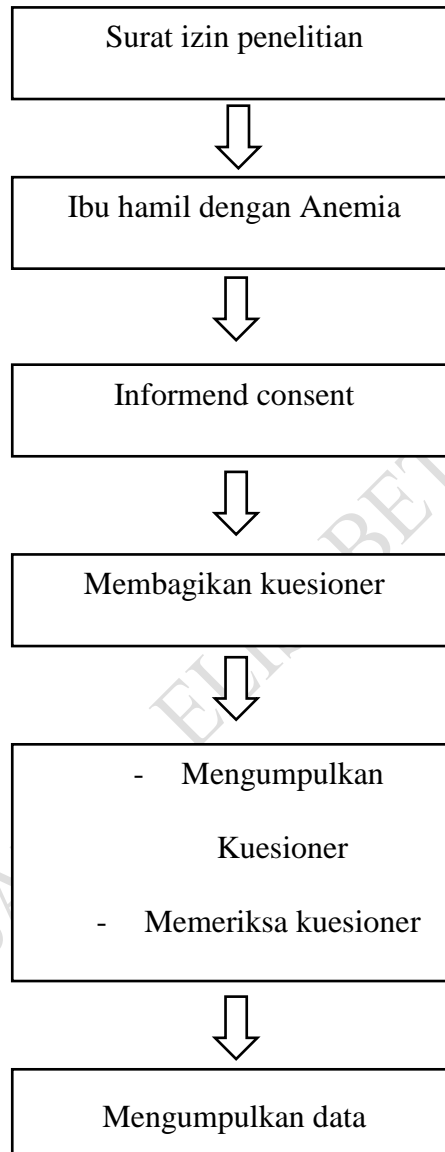 Surat izin penelitian
Ibu hamil dengan Anemia
Informend consent
Membagikan kuesioner
- Mengumpulkan
Kuesioner
- Memeriksa kuesioner
Mengumpulkan data